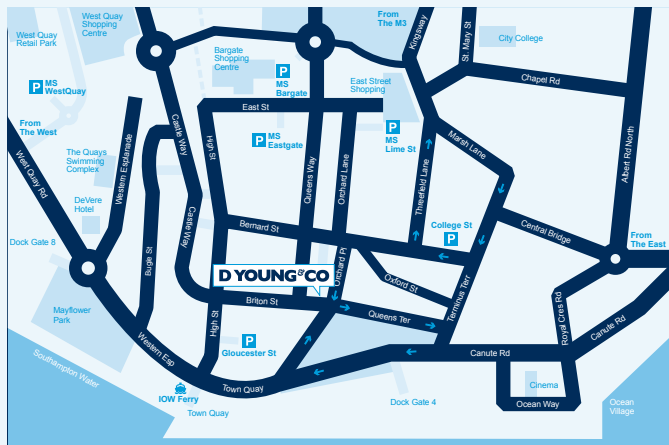 West Quay
Shopping
Centre
West Quay
Retail Park
From
The M3
Kingsway
St. Mary St
City College
Bargate
Shopping
Centre
P
MS
Bargate
East Street
Shopping
Chapel Rd
P MS
WestQuay
From
The West
West Quay Rd
Castle Way
High St
East St
P MS
Eastgate
P
MS
Lime St
Marsh Lane
Albert Rd North
The Quays
Swimming
Complex
Western Esplanade
Queens Way
Orchard Lane
Threefield Lane
DeVere
Hotel
Castle Way
Bernard St
College St
P
Central Bridge
From
The East
Dock Gate 8
Bugle St
D YOUNG & CO
Orchard Pl
Oxford St
Terminus Terr
Briton St
Queens Ter
Royal Cres Rd
Canute Rd
Mayflower
Park
High St
P
Gloucester St
Western Esp
Canute Rd
Southampton Water
IOW Ferry
Town Quay
Town Quay
Dock Gate 4
Cinema
Ocean Way
Ocean
Village